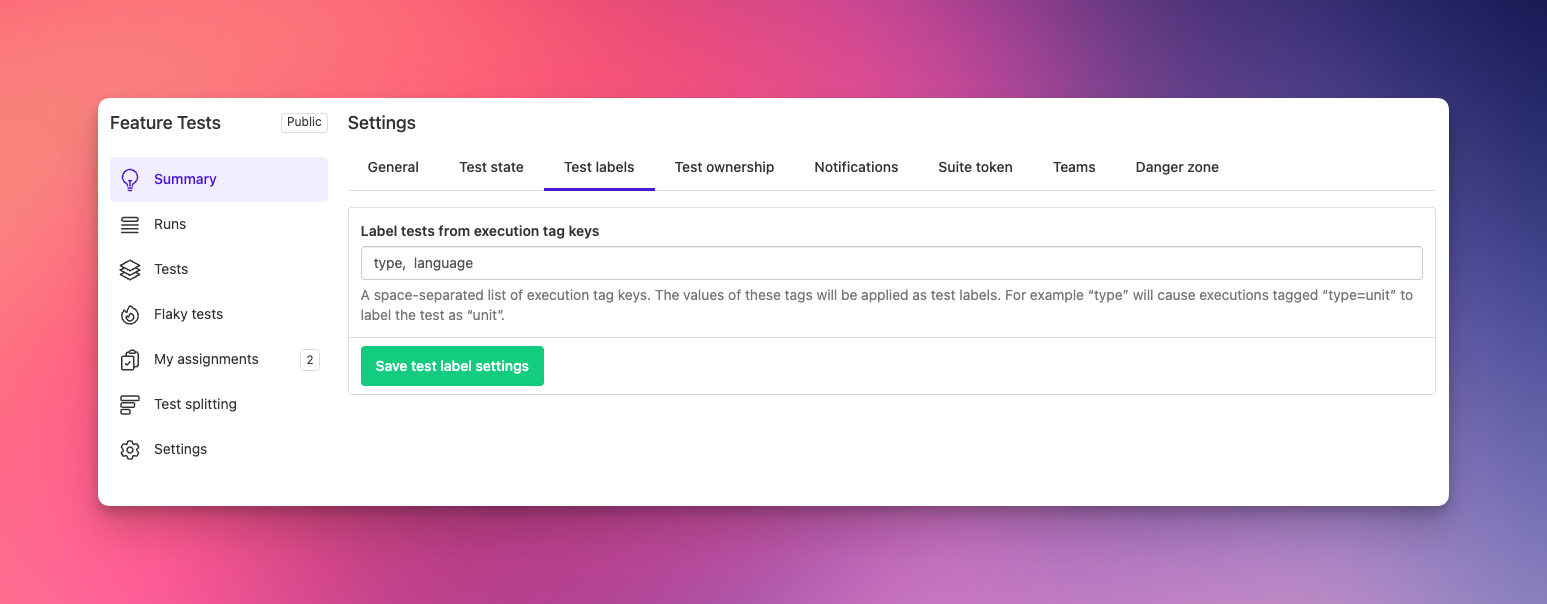 Feature Tests
Public
Summary
Runs
Tests
Flaky tests
My assignments
2
Test splitting
Settings
Settings
General
Test state
Test labels
Test ownership
Notifications
Suite token
Teams
Danger zone
Label tests from execution tag keys
type,  language
A space-separated list of execution tag keys. The values of these tags will be applied as test labels. For example “type” will cause executions tagged “type=unit” to
label the test as “unit”.
Save test label settings